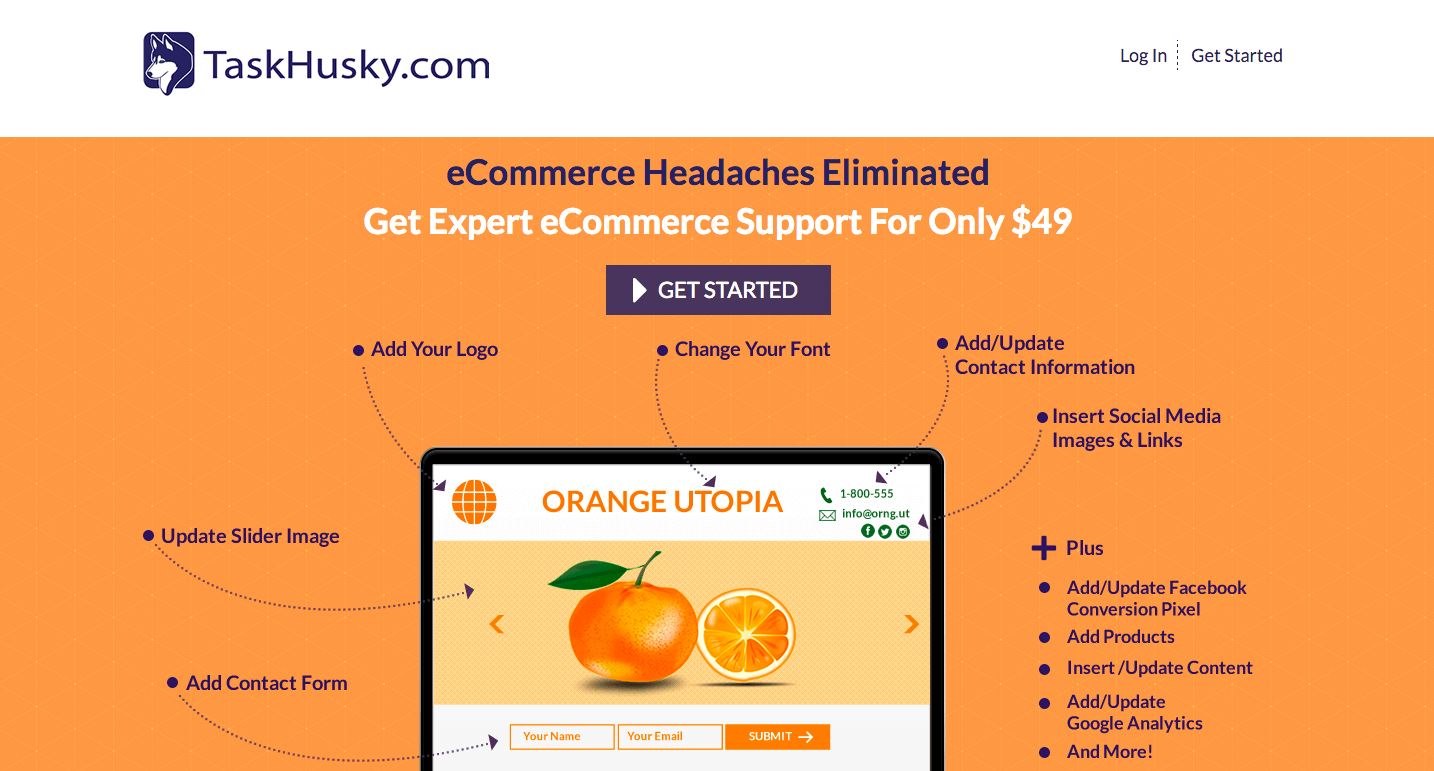 TaskHusky.com
Log In
Get Started
eCommerce Headaches Eliminated
Get Expert eCommerce Support For Only $49
GET STARTED
Add Your Logo
Change Your Font
Add/Update
Contact Information
Insert Social Media
Images & Links
ORANGE UTOPIA
1-800-555
info@orng.ut
Update Slider Image
Add Contact Form
Your Name
Your Email
SUBMIT
Plus
Add/Update Facebook
Conversion Pixel
Add Products
Insert /Update Content
Add/Update
Google Analytics
And More!